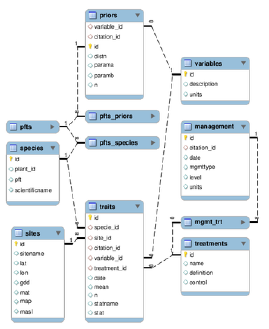 priors
variable_id
citation_id
id
distn
parama
paramb
n
variables
id
description
units
pfts
pfts_priors
pfts_species
species
id
plant_id
pft
scientificname
management
id
citation_id
date
mgmttype
level
units
traits
id
specie_id
site_id
citation_id
variable_id
treatment_id
date
mean
n
statname
stat
sites
id
sitename
lat
lon
gdd
mat
map
masl
mgmt_trt
treatments
id
name
definition
control